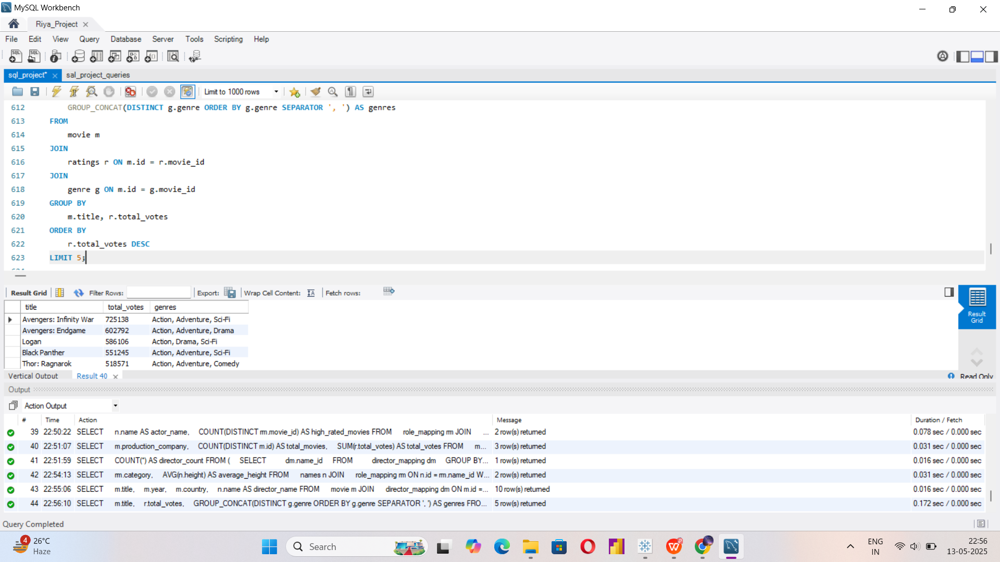 MySQL Workbench
Riya_Project
File Edit View Query Database Server Tools Scripting Help
sql_project* sal_project_queries
Limit to 1000 rows
612 GROUP_CONCAT(DISTINCT g.genre ORDER BY g.genre SEPARATOR ', ') AS genres
613 FROM
614 movie m
615 JOIN
616 ratings r ON m.id = r.movie_id
617 JOIN
618 genre g ON m.id = g.movie_id
619 GROUP BY
620 m.title, r.total_votes
621 ORDER BY
622 r.total_votes DESC
623 LIMIT 5;
Result Grid Filter Rows: Export: Wrap Cell Content: Fetch rows:
title total_votes genres
Avengers: Infinity War 725138 Action, Adventure, Sci-Fi
Avengers: Endgame 602792 Action, Adventure, Drama
Logan 586106 Action, Drama, Sci-Fi
Black Panther 551245 Action, Adventure, Sci-Fi
Thor: Ragnarok 518571 Action, Adventure, Comedy
Result
Grid
Vertical Output Result 40 Read Only
Output
Action Output
# Time Action Message Duration / Fetch
39 22:50:22 SELECT n.name AS actor_name, COUNT(DISTINCT rm.movie_id) AS high_rated_movies FROM role_mapping rm JOIN ... 2 row(s) returned 0.078 sec / 0.000 sec
40 22:51:07 SELECT m.production_company, COUNT(DISTINCT m.id) AS total_movies, SUM(r.total_votes) AS total_votes FROM m... 3 row(s) returned 0.031 sec / 0.000 sec
41 22:51:59 SELECT COUNT(*) AS director_count FROM ( SELECT dm.name_id FROM director_mapping dm GROUP BY... 1 row(s) returned 0.016 sec / 0.000 sec
42 22:54:13 SELECT rm.category, AVG(n.height) AS average_height FROM names n JOIN role_mapping rm ON n.id = rm.name_id W... 2 row(s) returned 0.031 sec / 0.000 sec
43 22:55:06 SELECT m.title, m.year, m.country, n.name AS director_name FROM movie m JOIN director_mapping dm ON m.id =... 10 row(s) returned 0.016 sec / 0.000 sec
44 22:56:10 SELECT m.title, r.total_votes, GROUP_CONCAT(DISTINCT g.genre ORDER BY g.genre SEPARATOR ', ') AS genres FRO... 5 row(s) returned 0.172 sec / 0.000 sec
Query Completed
4 26°C
Haze
Search
ENG
IN
22:56
13-05-2025